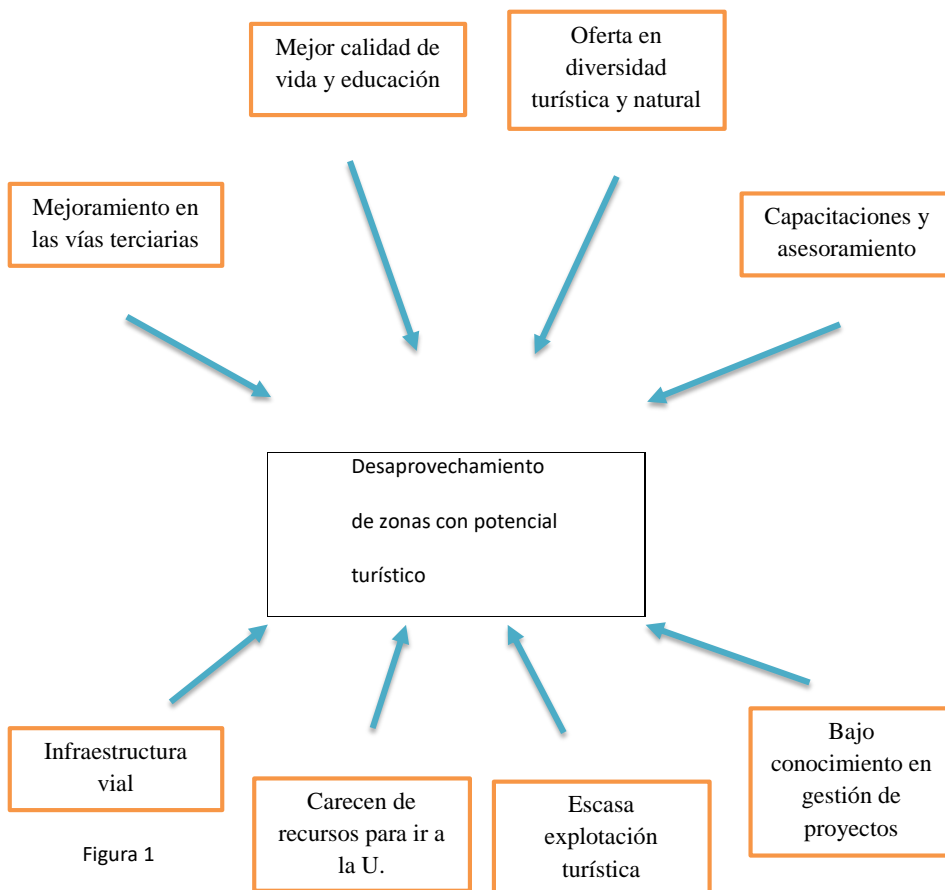 Mejor calidad de
vida y educación
Oferta en
diversidad
turística y natural
Mejoramiento en
las vías terciarias
Capacitaciones y
asesoramiento
Desaprovechamiento
de zonas con potencial
turístico
Infraestructura
vial
Carecen de
recursos para ir a
la U.
Escasa
explotación
turística
Bajo
conocimiento en
gestión de
proyectos
Figura 1